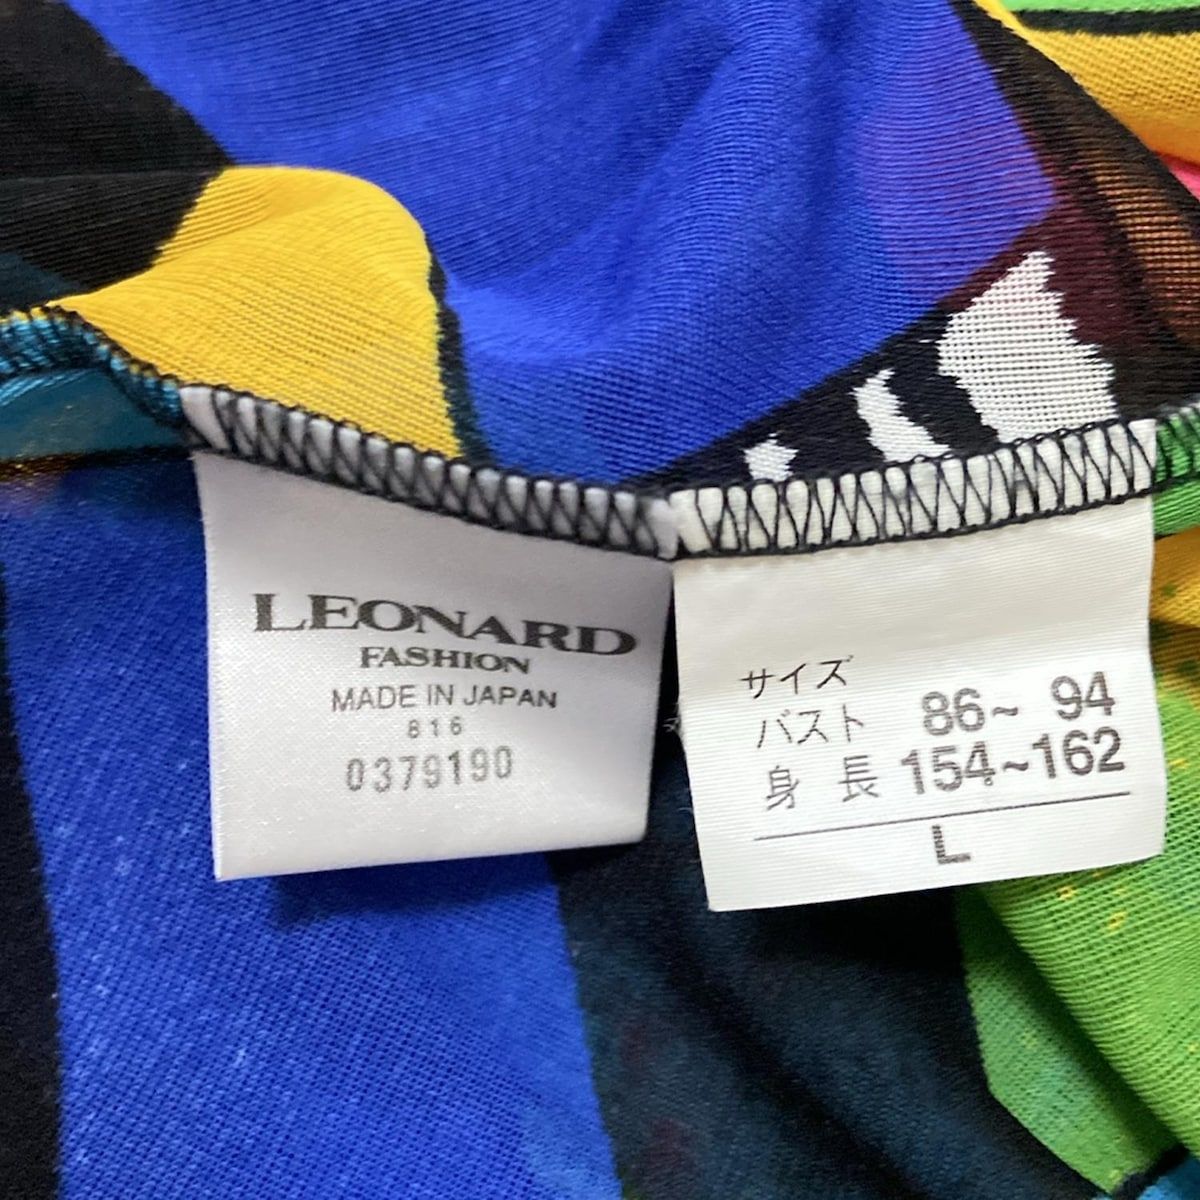 LEONARD
FASHION
MADE IN JAPAN
816
0379190
サイズ
バスト 86~ 94
身長 154~162
L